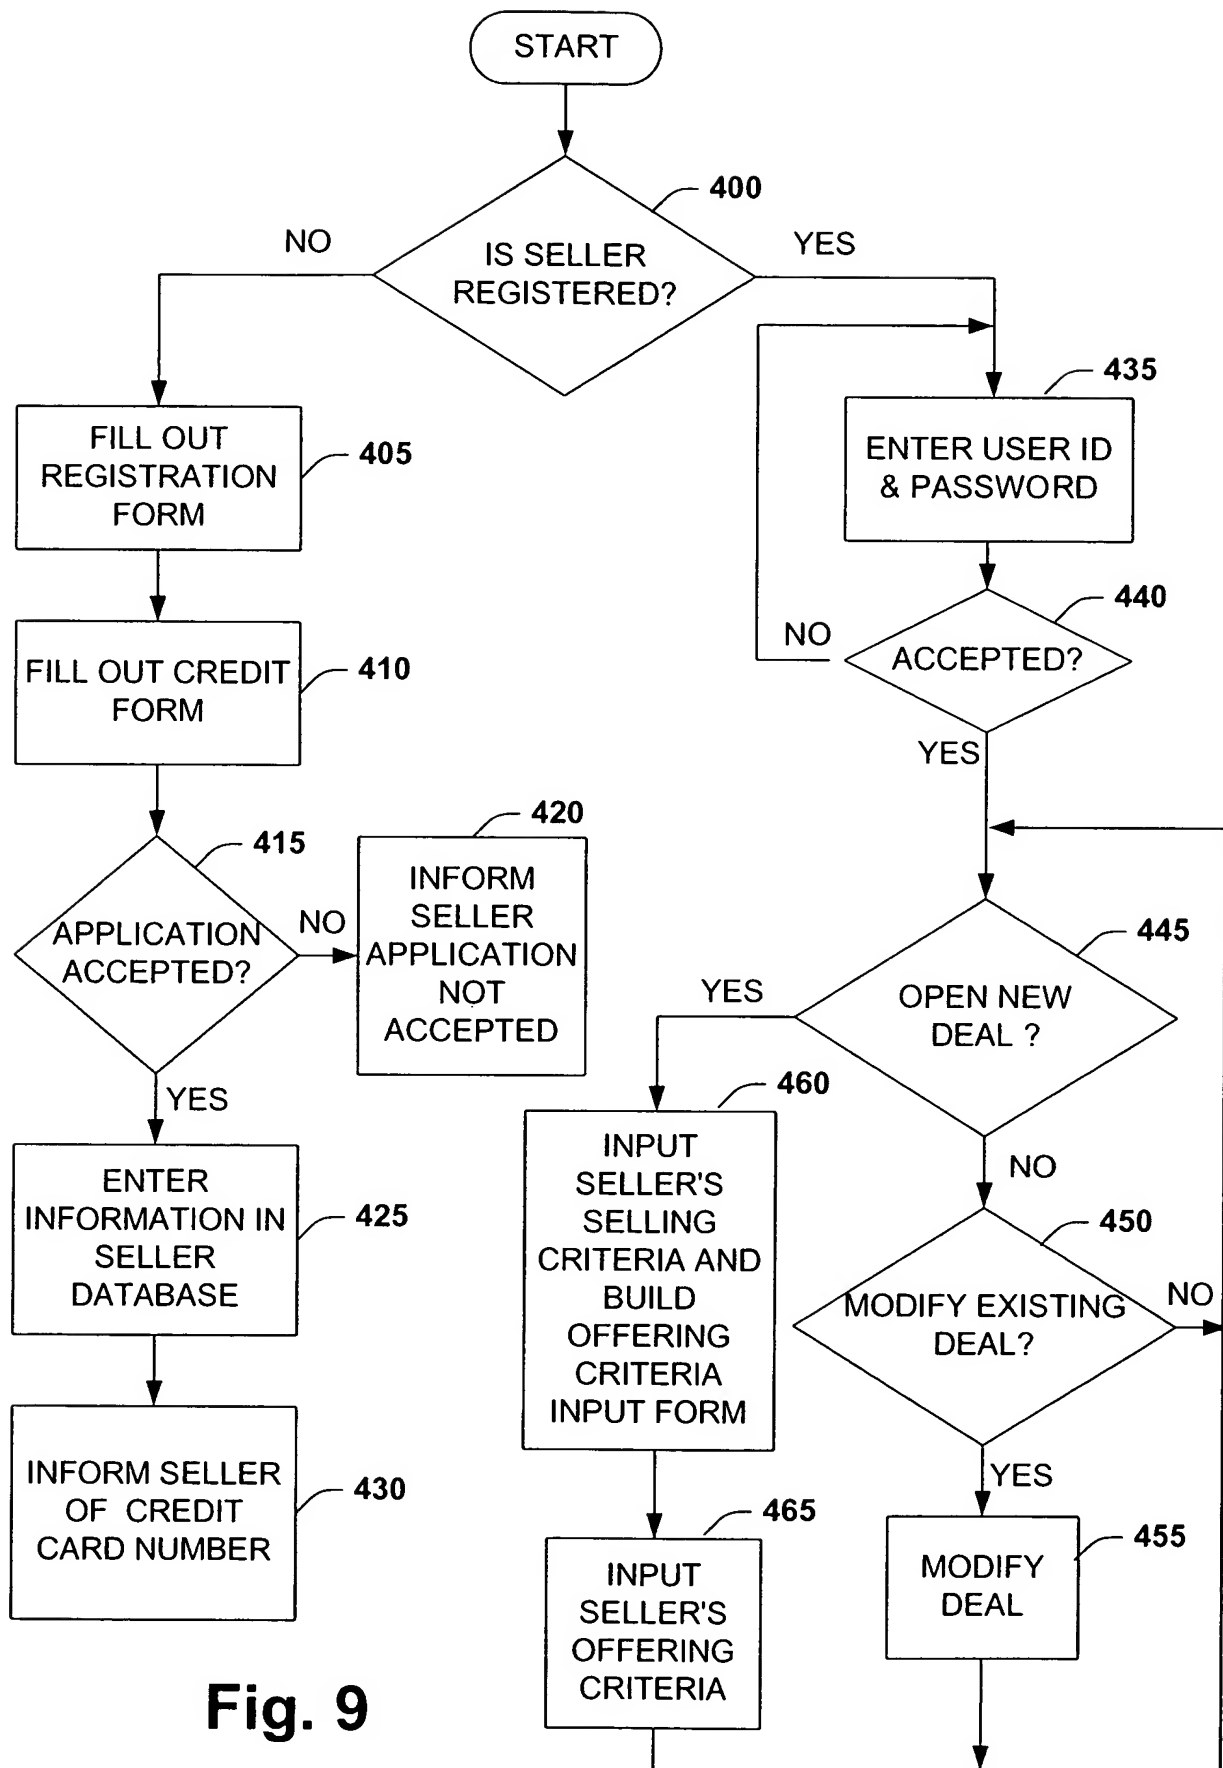 START
400
NO
IS SELLER
REGISTERED?
YES
FILL OUT
REGISTRATION
FORM
405
435
ENTER USER ID
& PASSWORD
FILL OUT CREDIT
FORM
410
440
NO
ACCEPTED?
YES
415
APPLICATION
ACCEPTED?
NO
420
INFORM
SELLER
APPLICATION
NOT
ACCEPTED
445
YES
OPEN NEW
DEAL ?
NO
YES
ENTER
INFORMATION IN
SELLER
DATABASE
425
460
INPUT
SELLER'S
SELLING
CRITERIA AND
BUILD
OFFERING
CRITERIA
INPUT FORM
450
MODIFY EXISTING
DEAL?
NO
YES
INFORM SELLER
OF CREDIT
CARD NUMBER
430
465
INPUT
SELLER'S
OFFERING
CRITERIA
455
MODIFY
DEAL
Fig. 9